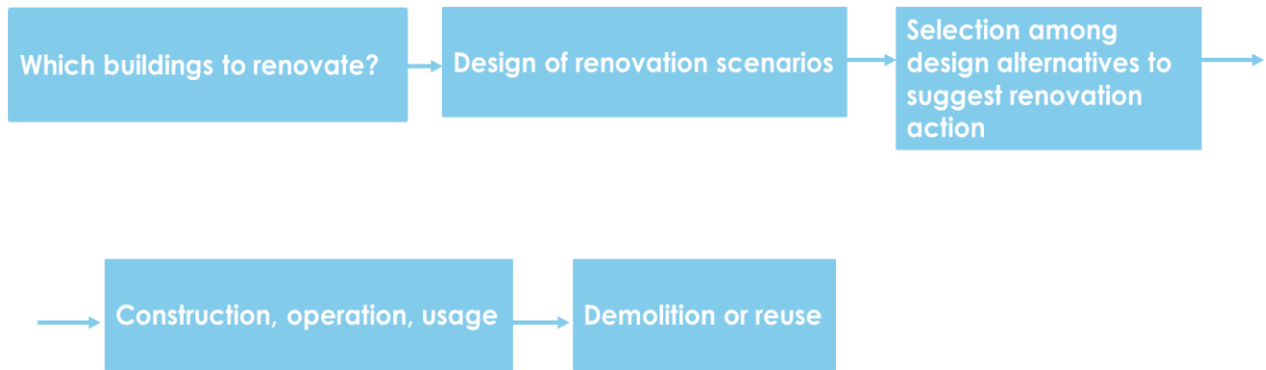 Which buildings to renovate?
Design of renovation scenarios
Selection among
design alternatives to
suggest renovation
action
Construction, operation, usage
Demolition or reuse